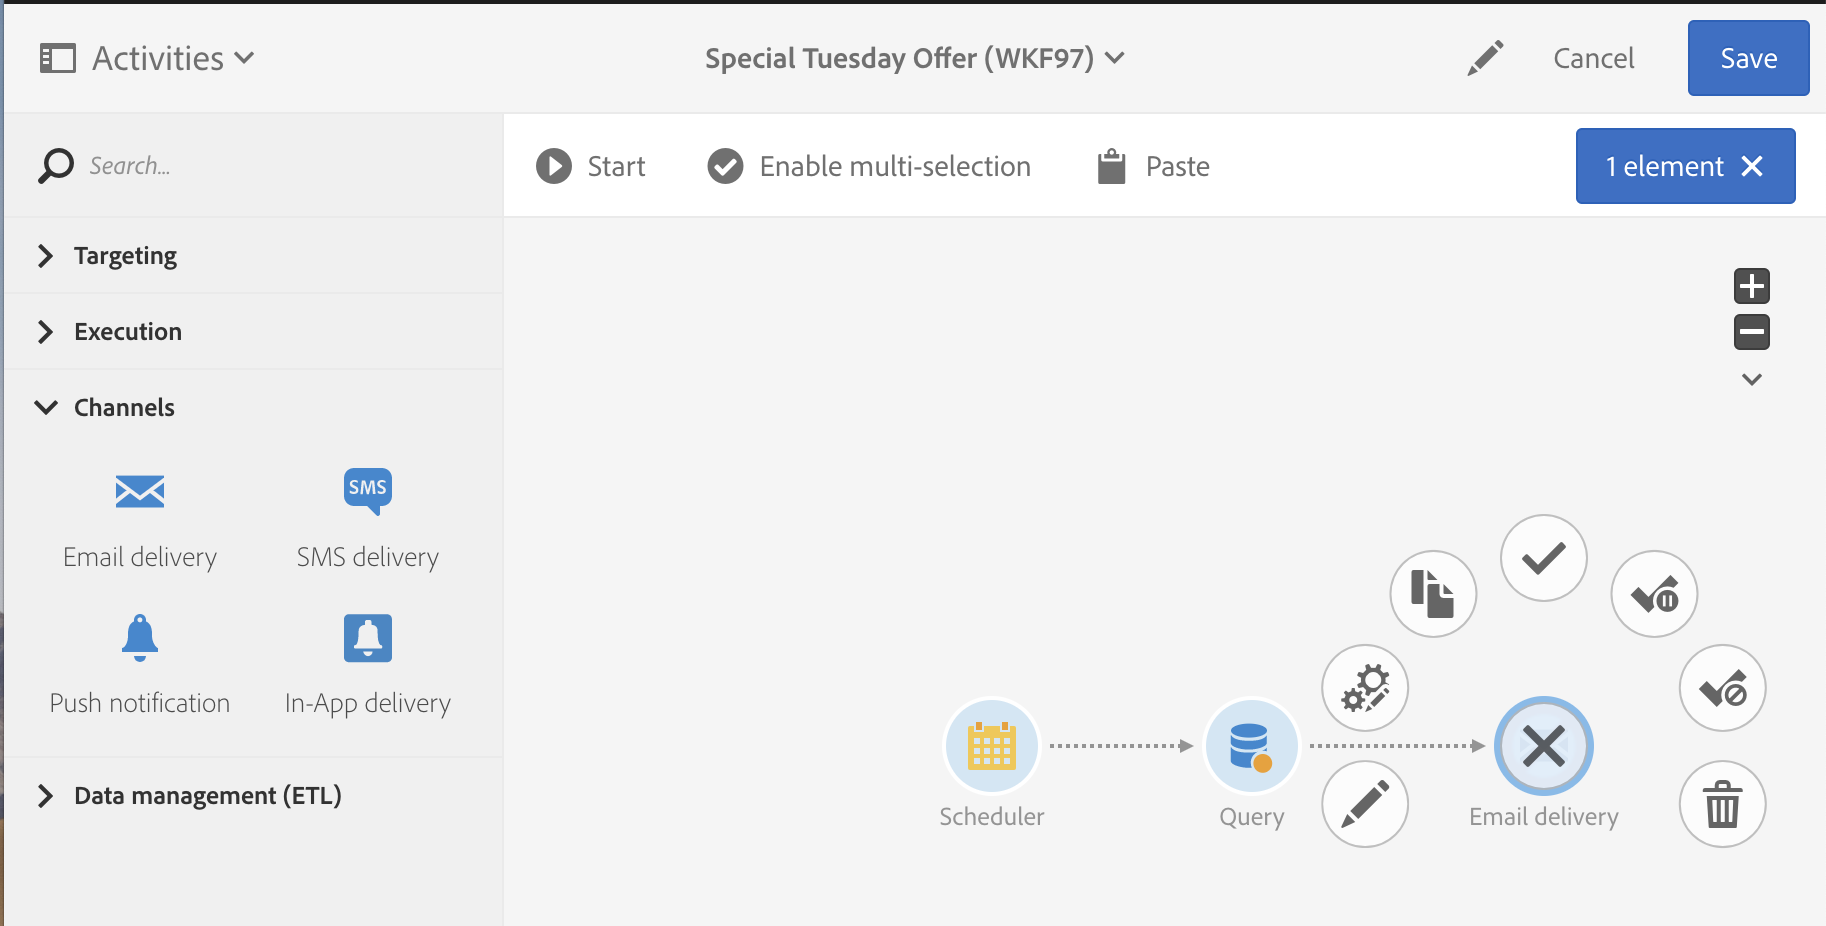 Activities
Special Tuesday Offer (WKF97)
Cancel
Save
Search...
Start
Enable multi-selection
Paste
1 element
Targeting
Execution
Channels
SMS
Email delivery
SMS delivery
Push notification
In-App delivery
Data management (ETL)
Scheduler
Query
Email delivery